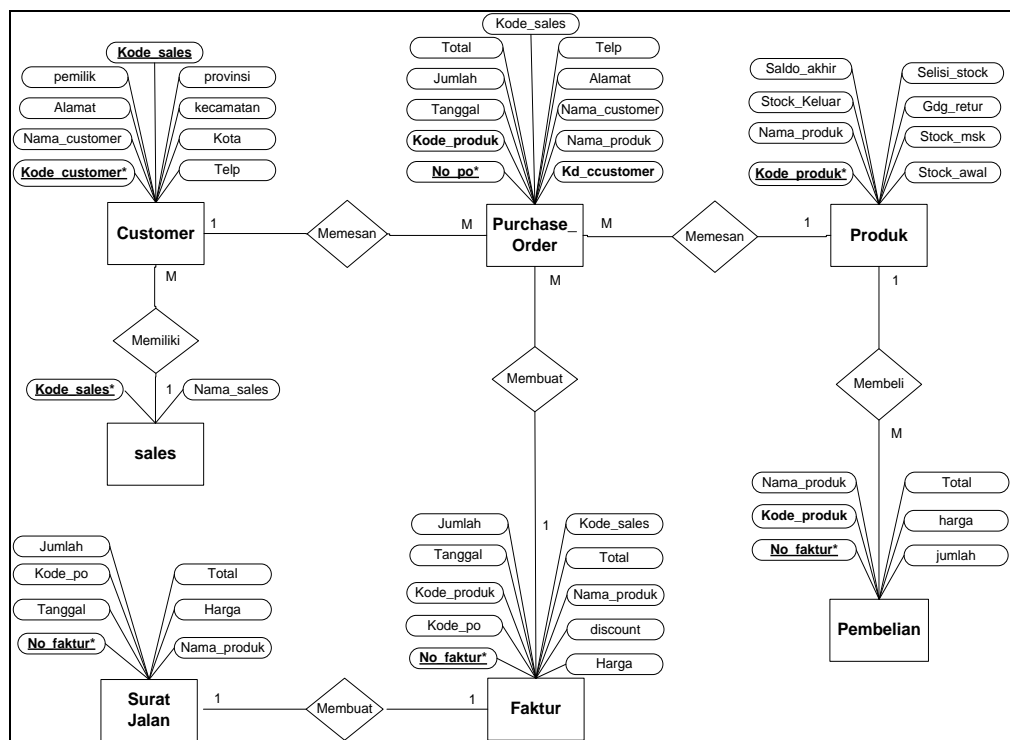 Kode_sales
pemilik
provinsi
Alamat
kecamatan
Nama_customer
Kota
Kode_customer*
Telp
Customer
Kode_sales
Total
Telp
Jumlah
Alamat
Tanggal
Nama_customer
Kode_produk
Nama_produk
No_po*
Kd_ccustomer
Purchase_
Order
Saldo_akhir
Selisi_stock
Stock_Keluar
Gdg_retur
Nama_produk
Stock_msk
Kode_produk*
Stock_awal
Produk
1
Memesan
M
M
Memesan
1
M
Memiliki
1
Kode_sales*
Nama_sales
sales
M
Membuat
1
1
Membeli
M
Nama_produk
Total
Kode_produk
harga
No_faktur*
jumlah
Pembelian
Jumlah
Kode_po
Total
Tanggal
Harga
No_faktur*
Nama_produk
Surat
Jalan
1
Membuat
1
Jumlah
Kode_sales
Tanggal
Total
Kode_produk
Nama_produk
Kode_po
discount
No_faktur*
Harga
Faktur